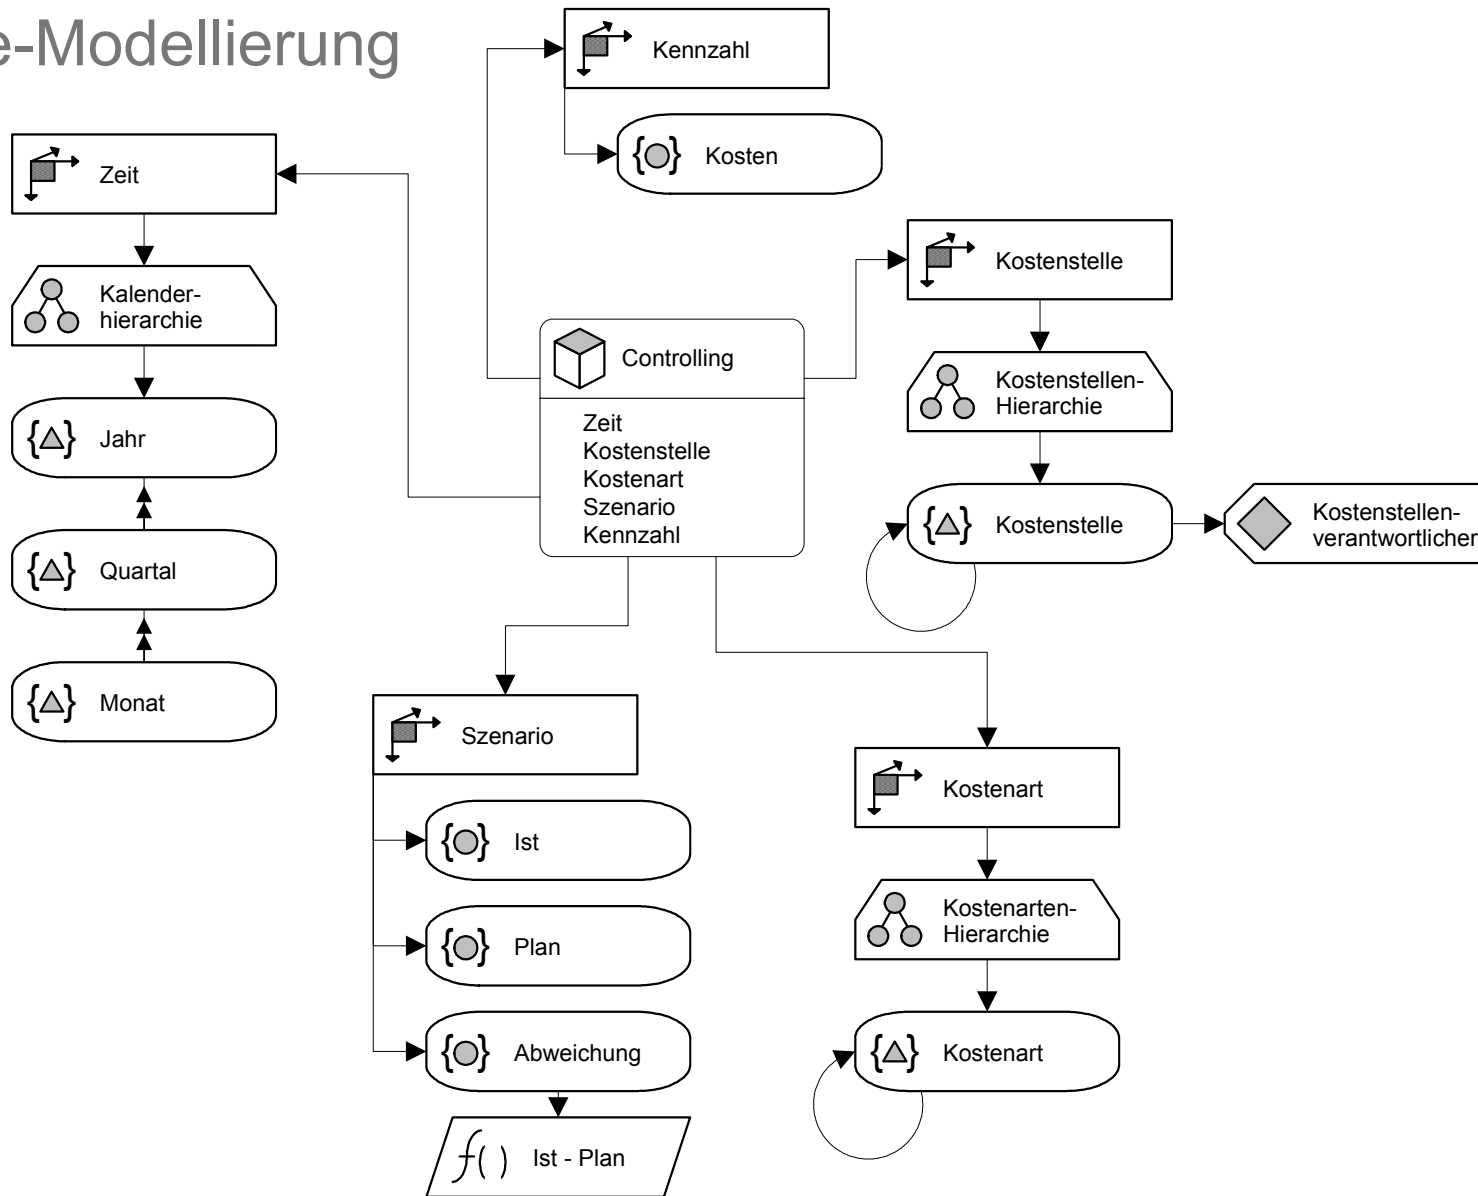 e-Modellierung
Kennzahl
Kosten
Zeit
Kalender-
hierarchie
Jahr
Quartal
Monat
Controlling
Zeit
Kostenstelle
Kostenart
Szenario
Kennzahl
Kostenstelle
Kostenstellen-
Hierarchie
Kostenstelle
Kostenstellen-
verantwortlicher
Szenario
Ist
Plan
Abweichung
f() Ist - Plan
Kostenart
Kostenarten-
Hierarchie
Kostenart